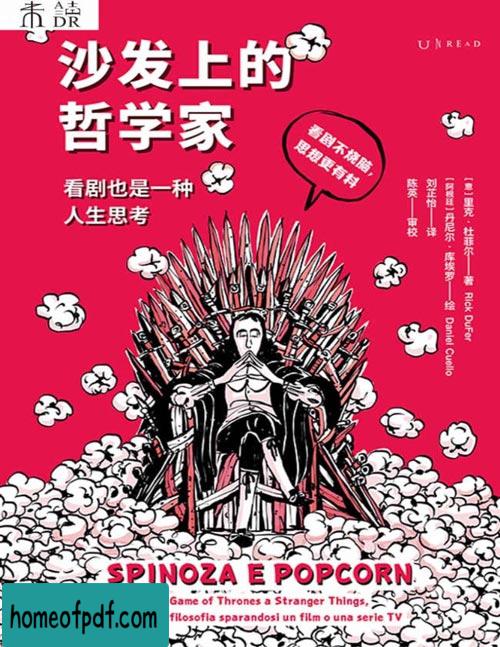 未读
UNREAD
沙发上的
哲学家
看剧也是一种
人生思考
看剧不烧脑，
思想更有料
[意] 里克·杜菲尔——著 Rick DuFer
[阿根廷] 丹尼尔·库埃罗——绘 Daniel Cuello
刘芷怡——译
陈英——审校
SPINOZA E POPCORN
Game of Thrones a Stranger Things,
filosofia sparandosi un film o una serie TV
homeofpdf.com